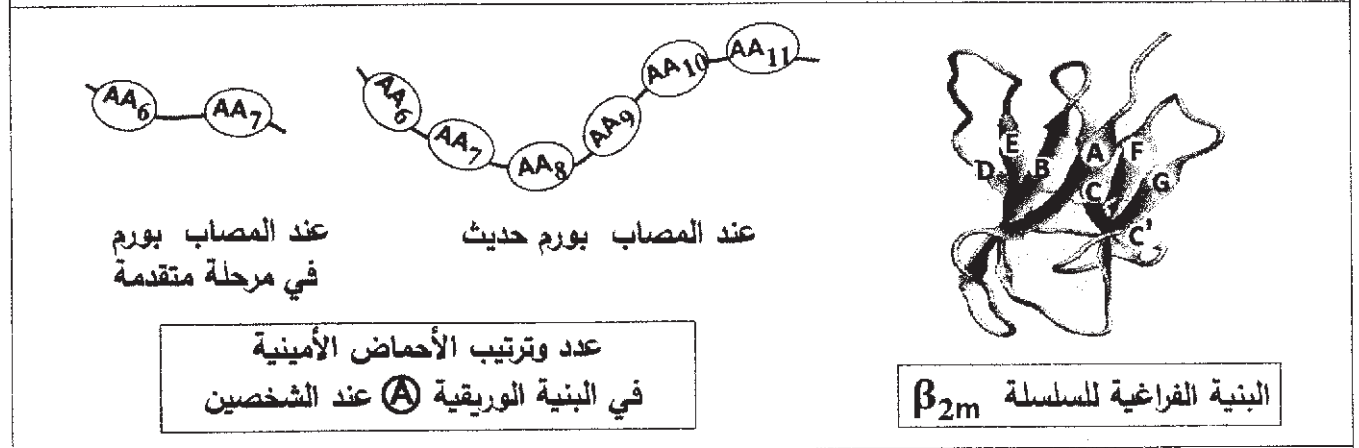 AA6 AA7
AA6 AA7 AA8 AA9 AA10 AA11
E D B A F C G C'
عند المصاب بورم
في مرحلة متقدمة
عند المصاب بورم حديث
عدد وترتيب الأحماض الأمينية
في البنية الوريقية Ⓐ عند الشخصين
البنية الفراغية للسلسلة β2m